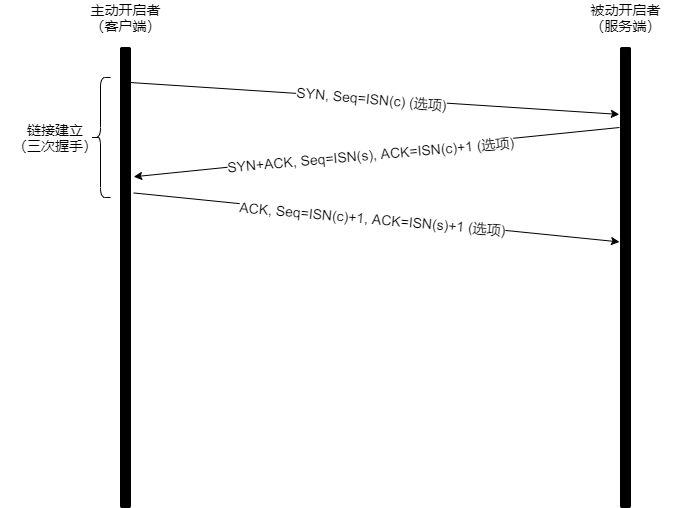 主动开启者
（客户端）
被动开启者
（服务端）
SYN, Seq=ISN(c) (选项)
链接建立
（三次握手）
SYN+ACK, Seq=ISN(s), ACK=ISN(c)+1 (选项)
ACK, Seq=ISN(c)+1, ACK=ISN(s)+1 (选项)